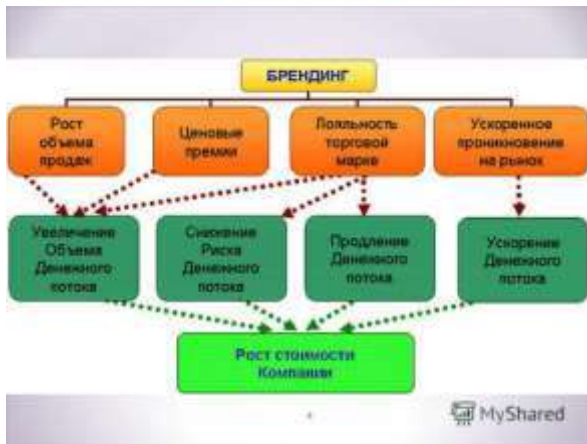 БРЕНДИНГ
Рост
объема
продаж
Ценовые
премии
Лояльность
торговой
марке
Ускоренное
проникновение
на рынок
Увеличение
Объема
Денежного
потока
Снижение
Риска
Денежного
потока
Продление
Денежного
потока
Ускорение
Денежного
потока
Рост стоимости
Компании
MyShared